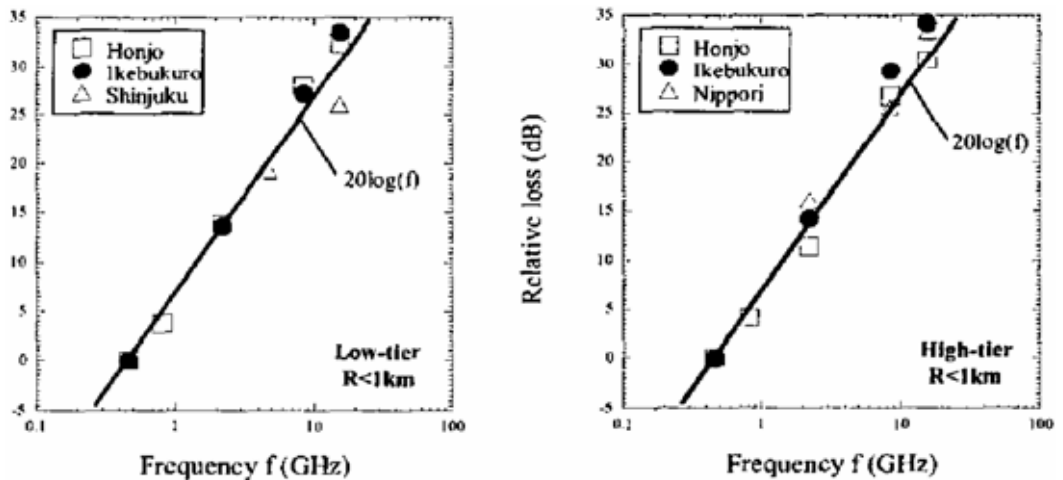 35
30
25
20
15
10
5
0
-5
0.1
1
10
100
Honjo
Ikebukuro
Shinjuku
20log(f)
Low-tier
R<1km
Frequency f (GHz)
Relative loss (dB)
35
30
25
20
15
10
5
0
-5
0.1
1
10
100
Honjo
Ikebukuro
Nippori
20log(f)
High-tier
R<1km
Frequency f (GHz)